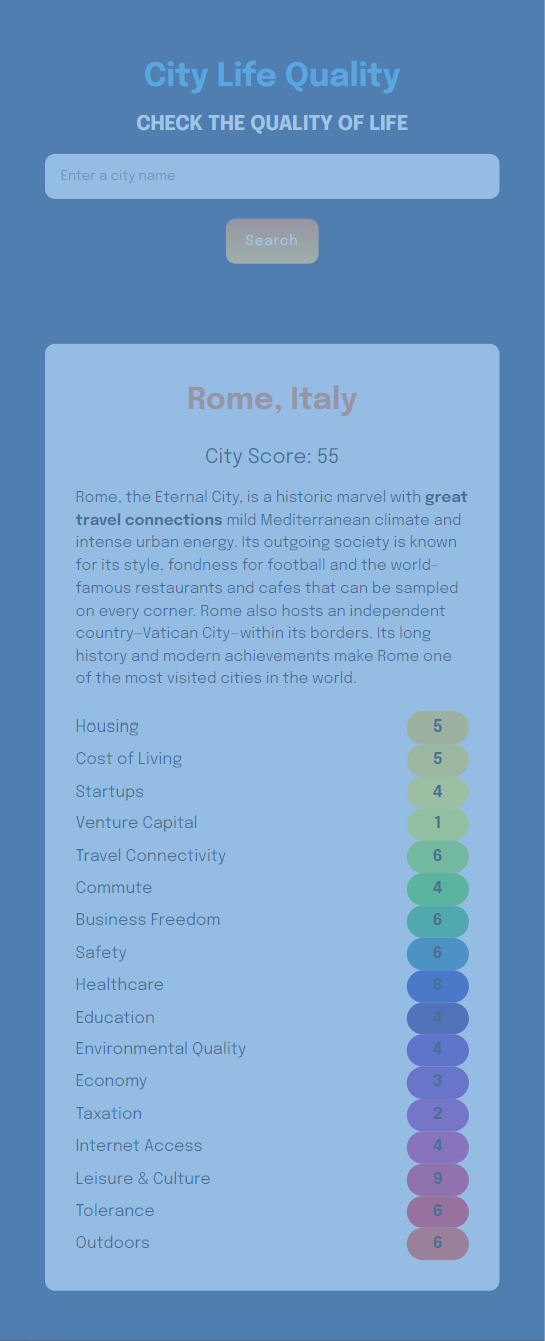 City Life Quality
CHECK THE QUALITY OF LIFE
Enter a city name
Search
Rome, Italy
City Score: 55
Rome, the Eternal City, is a historic marvel with great
travel connections mild Mediterranean climate and
intense urban energy. Its outgoing society is known
for its style, fondness for football and the world-
famous restaurants and cafes that can be sampled
on every corner. Rome also hosts an independent
country–Vatican City–within its borders. Its long
history and modern achievements make Rome one
of the most visited cities in the world.
Housing 5
Cost of Living 5
Startups 4
Venture Capital 1
Travel Connectivity 6
Commute 4
Business Freedom 6
Safety 6
Healthcare 8
Education 4
Environmental Quality 4
Economy 3
Taxation 2
Internet Access 4
Leisure & Culture 9
Tolerance 6
Outdoors 6